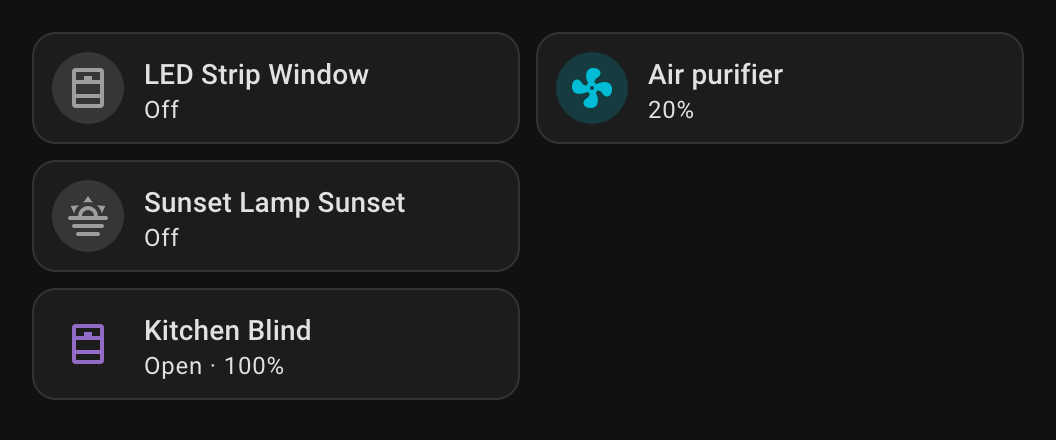 LED Strip Window
Off
Air purifier
20%
Sunset Lamp Sunset
Off
Kitchen Blind
Open · 100%